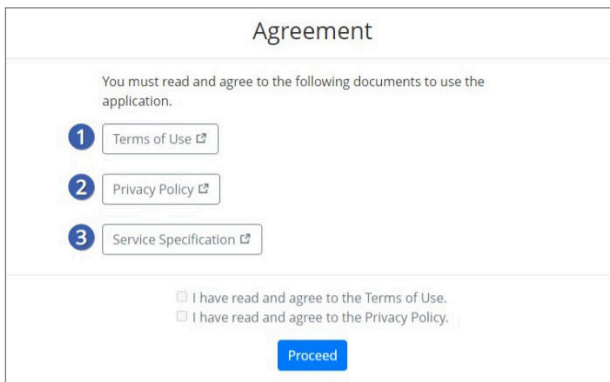 Agreement
You must read and agree to the following documents to use the
application.
1 Terms of Use
2 Privacy Policy
3 Service Specification
I have read and agree to the Terms of Use.
I have read and agree to the Privacy Policy.
Proceed